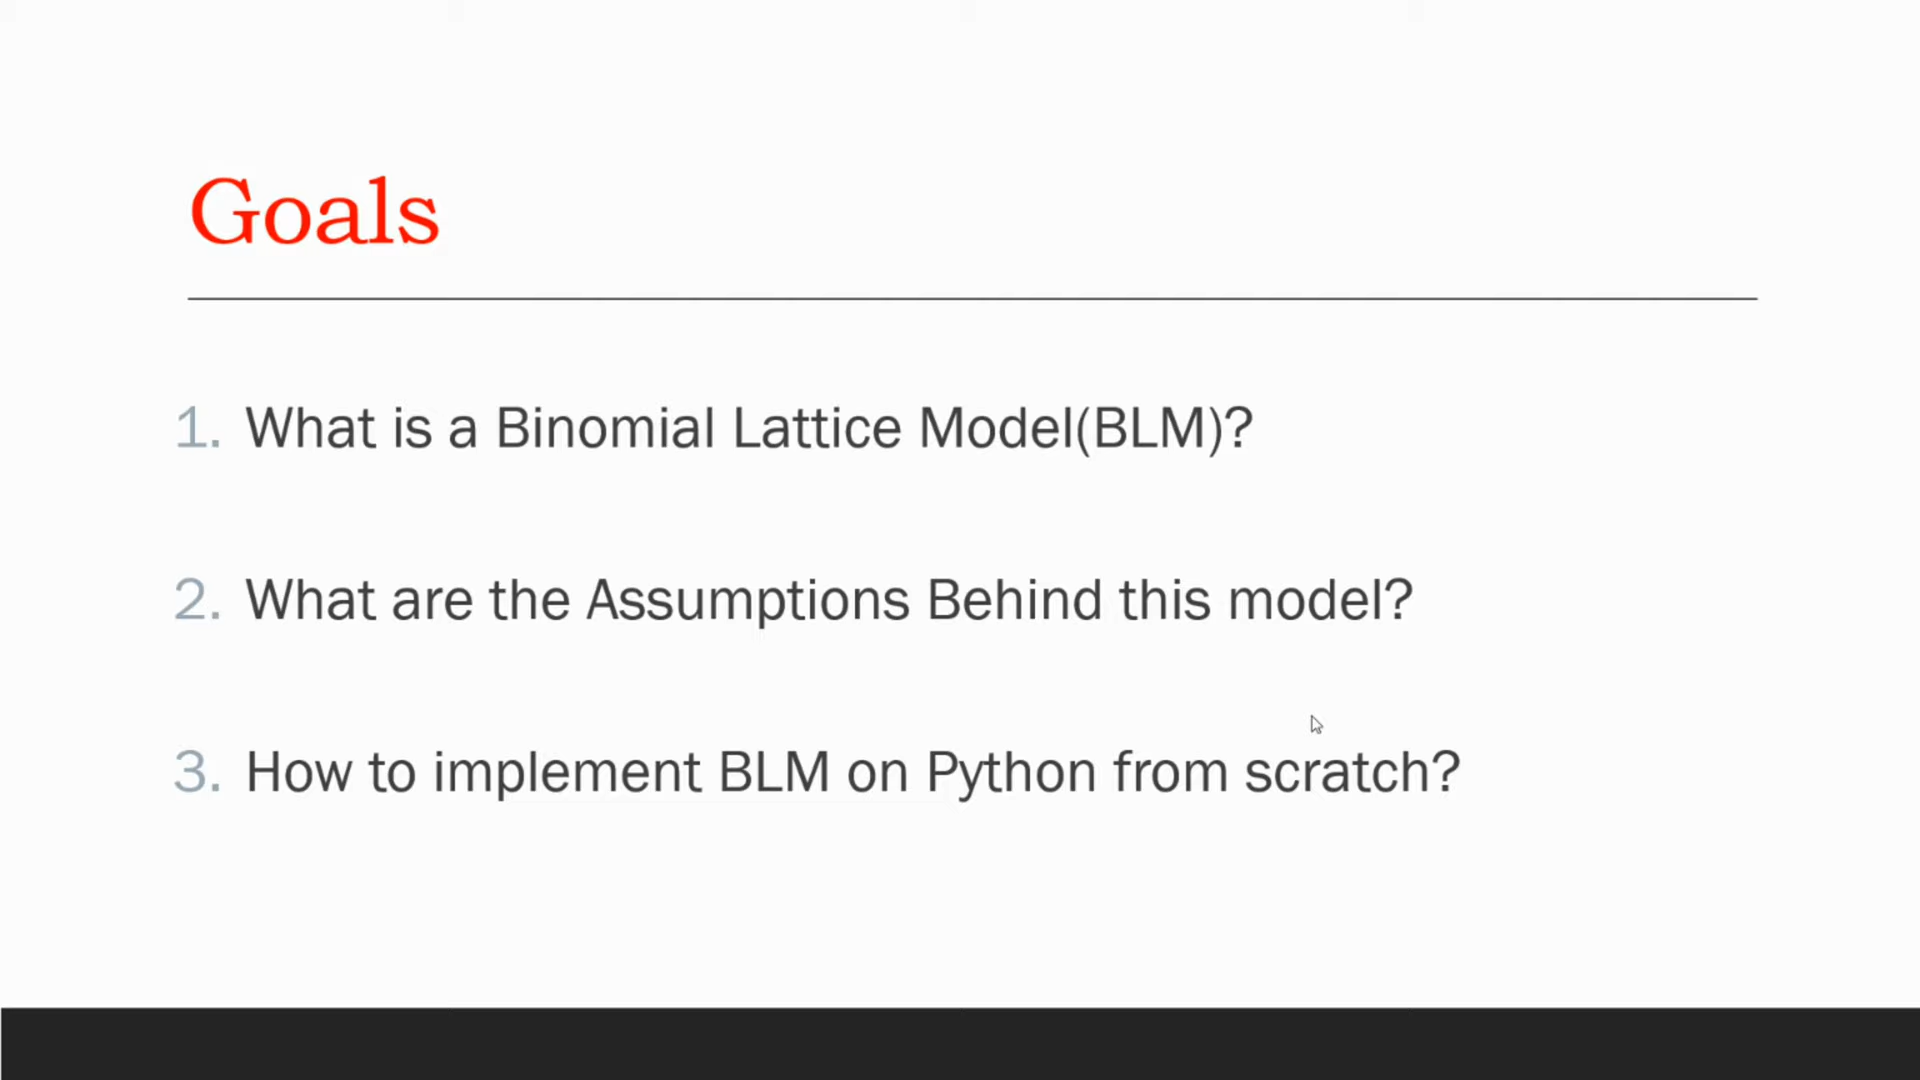 Goals
1. What is a Binomial Lattice Model(BLM)?
2. What are the Assumptions Behind this model?
3. How to implement BLM on Python from scratch?